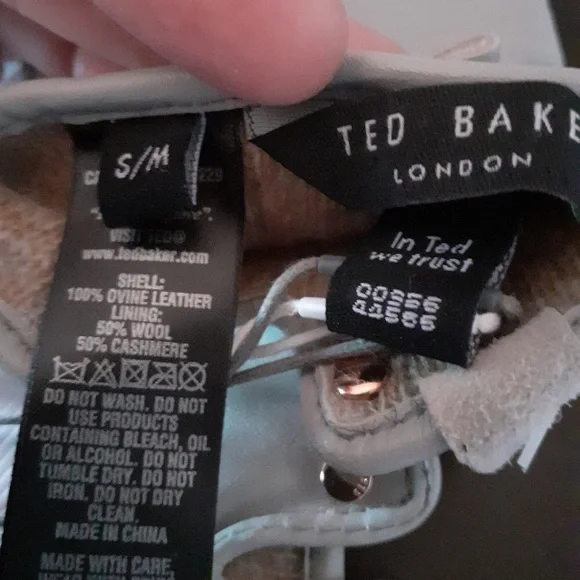 S/M
229
VISIT TED@
www.tedbaker.com
SHELL:
100% OVINE LEATHER
LINING:
50% WOOL
50% CASHMERE
DO NOT WASH. DO NOT
USE PRODUCTS
CONTAINING BLEACH, OIL
OR ALCOHOL. DO NOT
TUMBLE DRY. DO NOT
IRON. DO NOT DRY
CLEAN.
MADE IN CHINA
MADE WITH CARE.
TED BAKE
LONDON
In Ted
we trust